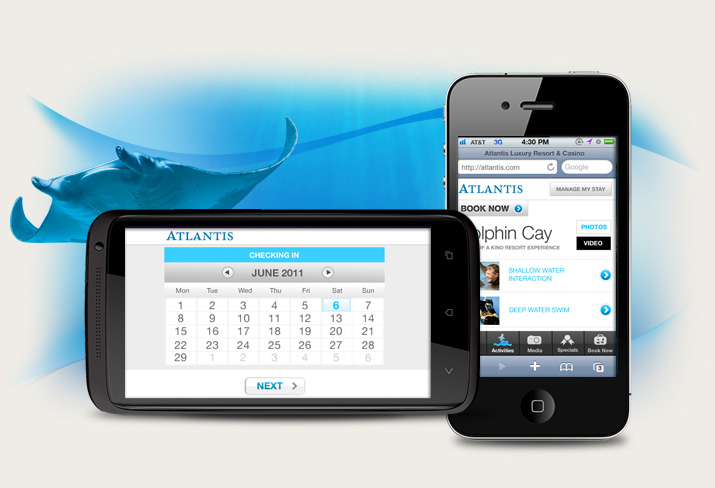 ATLANTIS
CHECKING IN
JUNE 2011
Mon Tue Wed Thu Fri Sat Sun
1 2 3 4 5 6 7
8 9 10 11 12 13 14
15 16 17 18 19 20 21
22 23 24 25 26 27 28
29 1 2 3 4 5 6
NEXT
AT&T 3G 4:30 PM
Atlantis Luxury Resort & Casino
http://atlantis.com Google
ATLANTIS MANAGE MY STAY
BOOK NOW
olphin Cay PHOTOS
OF A KIND RESORT EXPERIENCE VIDEO
SHALLOW WATER
INTERACTION
DEEP WATER SWIM
Activities Media Specials Book Now
3